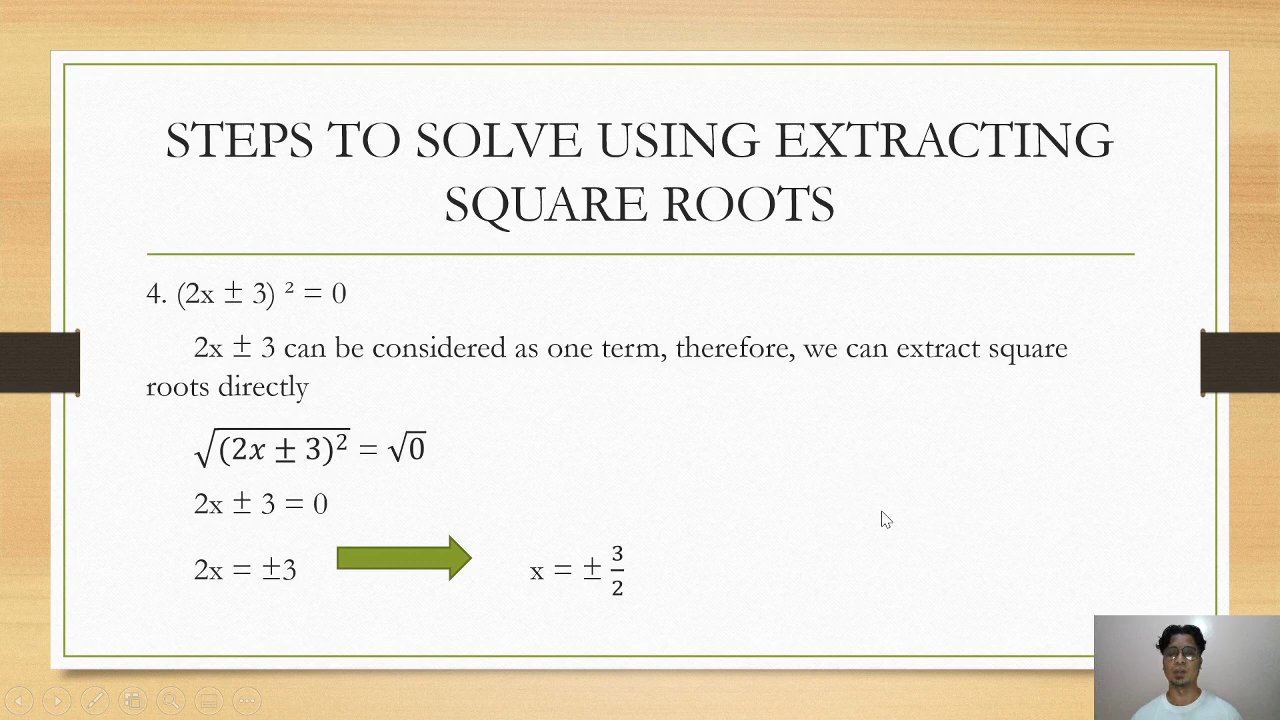 STEPS TO SOLVE USING EXTRACTING
SQUARE ROOTS
4. (2x ± 3) ² = 0
2x ± 3 can be considered as one term, therefore, we can extract square
roots directly
√(2x ± 3)² = √0
2x ± 3 = 0
2x = ±3 x = ± 3/2